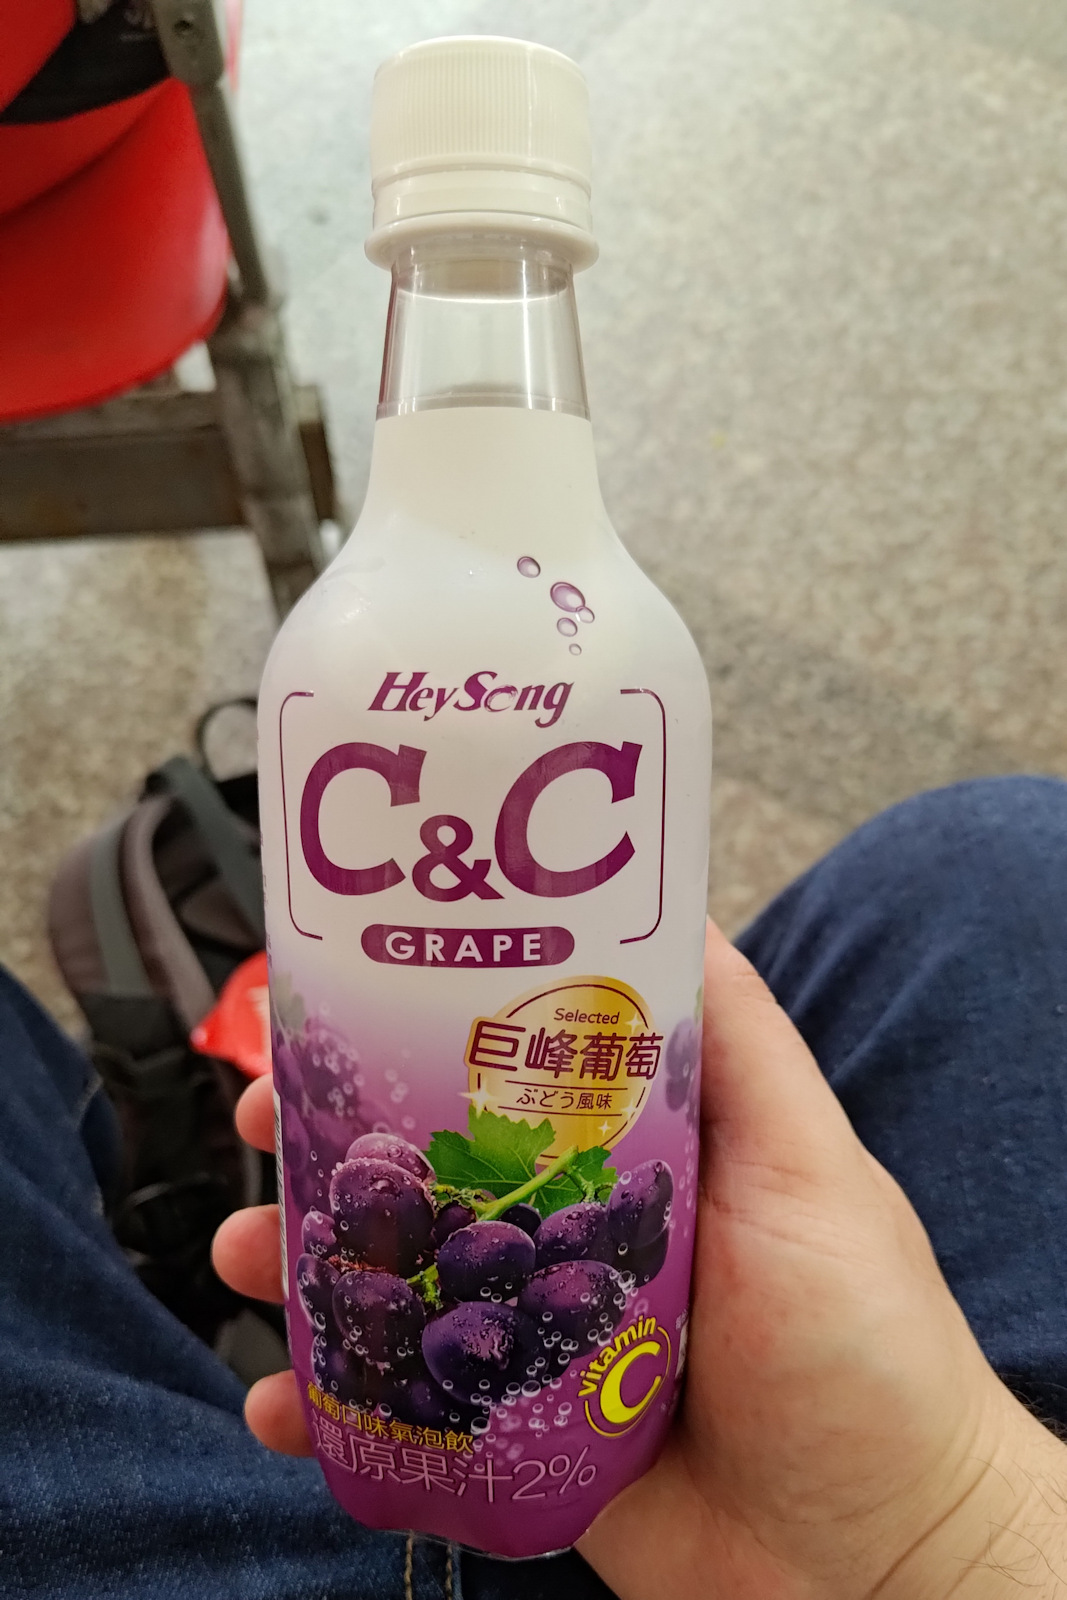 HeySong
C&C
GRAPE
Selected
巨峰葡萄
ぶどう風味
vitamin
C
葡萄口味氣泡飲
還原果汁2%